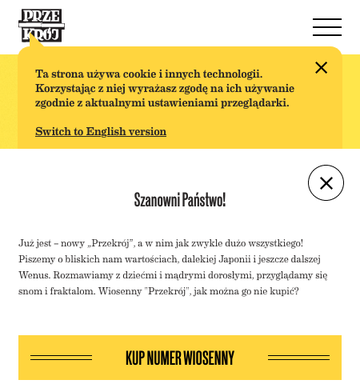 PRZE
KRÓJ
Ta strona używa cookie i innych technologii.
Korzystając z niej wyrażasz zgodę na ich używanie
zgodnie z aktualnymi ustawieniami przeglądarki.
Switch to English version
Szanowni Państwo!
Już jest – nowy „Przekrój”, a w nim jak zwykle dużo wszystkiego!
Piszemy o bliskich nam wartościach, dalekiej Japonii i jeszcze dalszej
Wenus. Rozmawiamy z dziećmi i mądrymi dorosłymi, przyglądamy się
snom i fraktalom. Wiosenny "Przekrój”, jak można go nie kupić?
KUP NUMER WIOSENNY